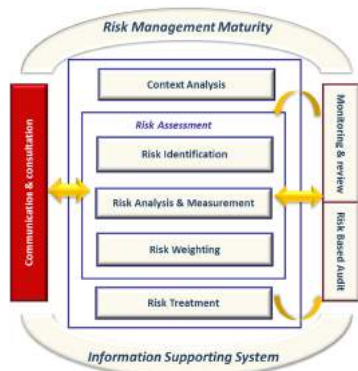 Risk Management Maturity
Context Analysis
Risk Assessment
Risk Identification
Risk Analysis & Measurement
Risk Weighting
Risk Treatment
Communication & consultation
Monitoring & review
Risk Based Audit
Information Supporting System